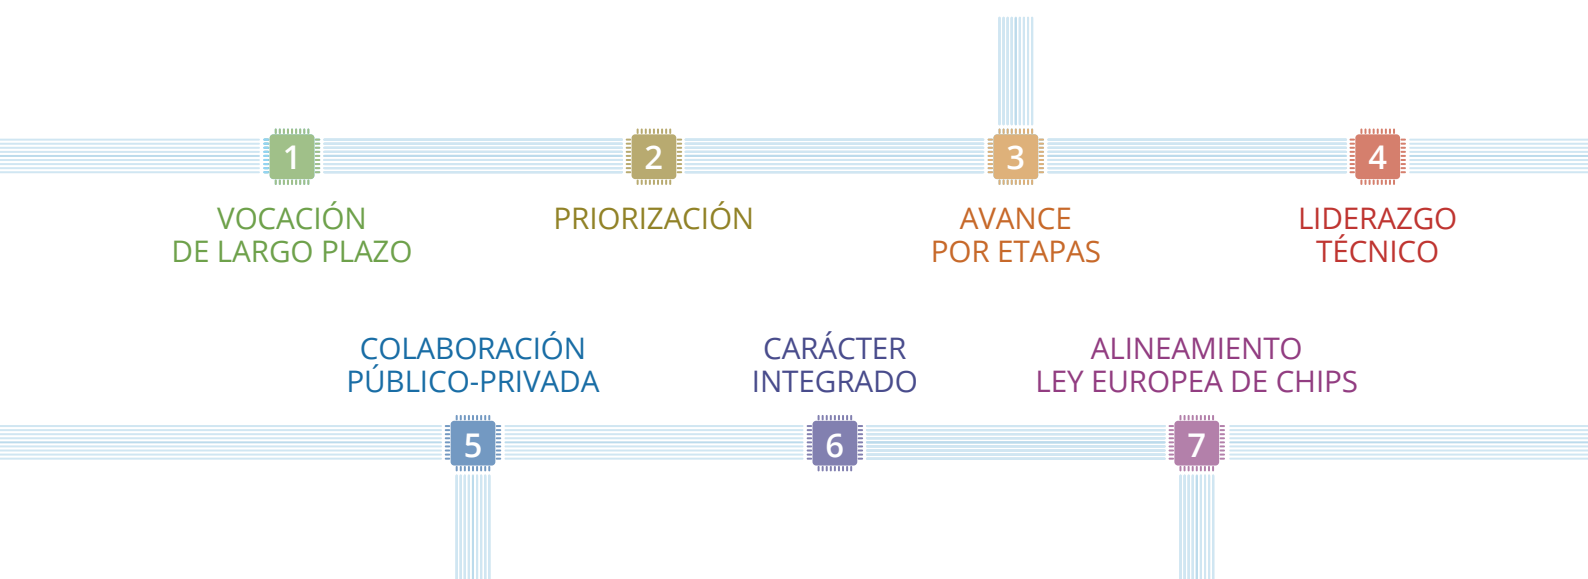 1
VOCACIÓN
DE LARGO PLAZO
2
PRIORIZACIÓN
3
AVANCE
POR ETAPAS
4
LIDERAZGO
TÉCNICO
COLABORACIÓN
PÚBLICO-PRIVADA
5
CARÁCTER
INTEGRADO
6
ALINEAMIENTO
LEY EUROPEA DE CHIPS
7